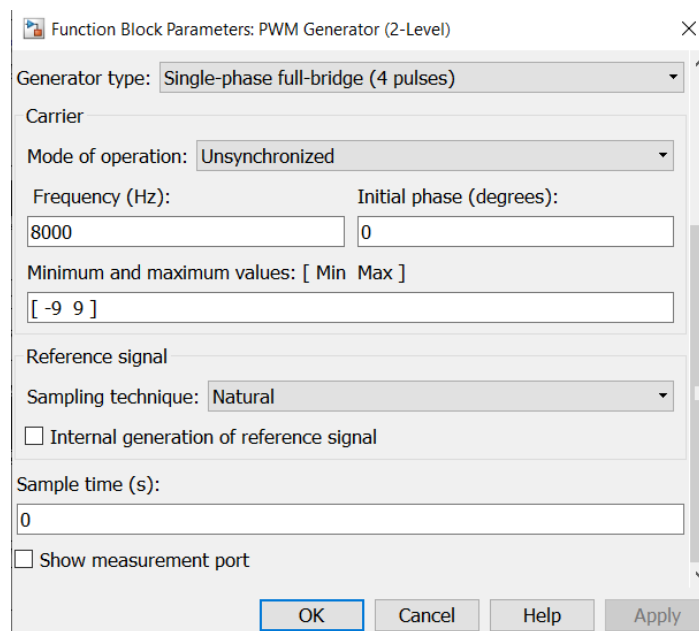 Function Block Parameters: PWM Generator (2-Level)
Generator type: Single-phase full-bridge (4 pulses)
Carrier
Mode of operation: Unsynchronized
Frequency (Hz): Initial phase (degrees):
8000 0
Minimum and maximum values: [ Min Max ]
[ -9 9 ]
Reference signal
Sampling technique: Natural
Internal generation of reference signal
Sample time (s):
0
Show measurement port
OK Cancel Help Apply